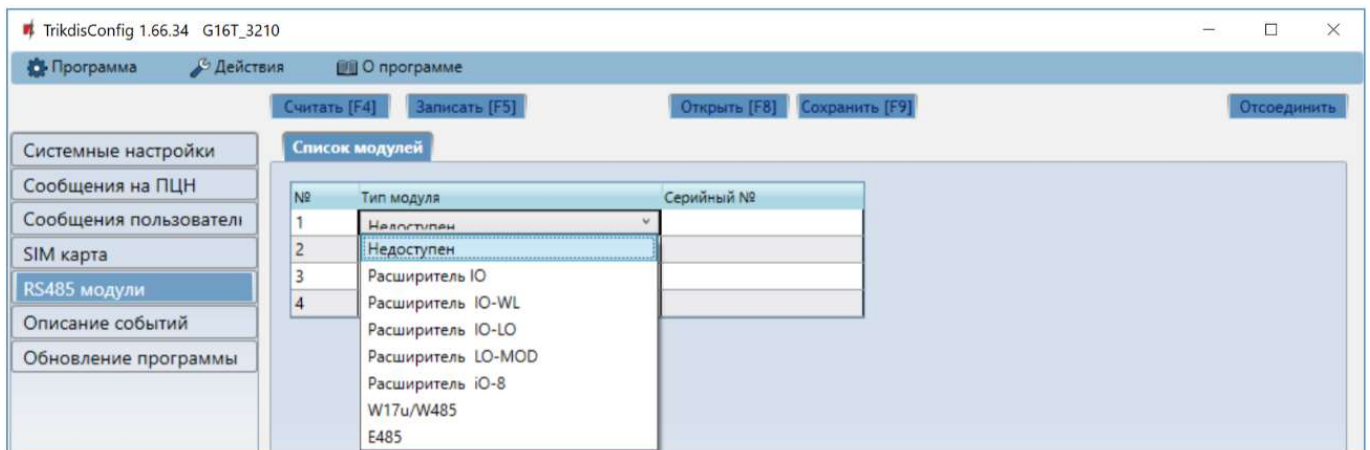 TrikdisConfig 1.66.34 G16T_3210
Программа Действия О программе
Считать [F4] Записать [F5] Открыть [F8] Сохранить [F9] Отсоединить
Системные настройки
Сообщения на ПЦН
Сообщения пользовател
SIM карта
RS485 модули
Описание событий
Обновление программы
Список модулей
№ Тип модуля Серийный №
1 Недоступен
2 Недоступен
3 Расширитель IO
4 Расширитель IO-WL
Расширитель IO-LO
Расширитель LO-MOD
Расширитель iO-8
W17u/W485
E485